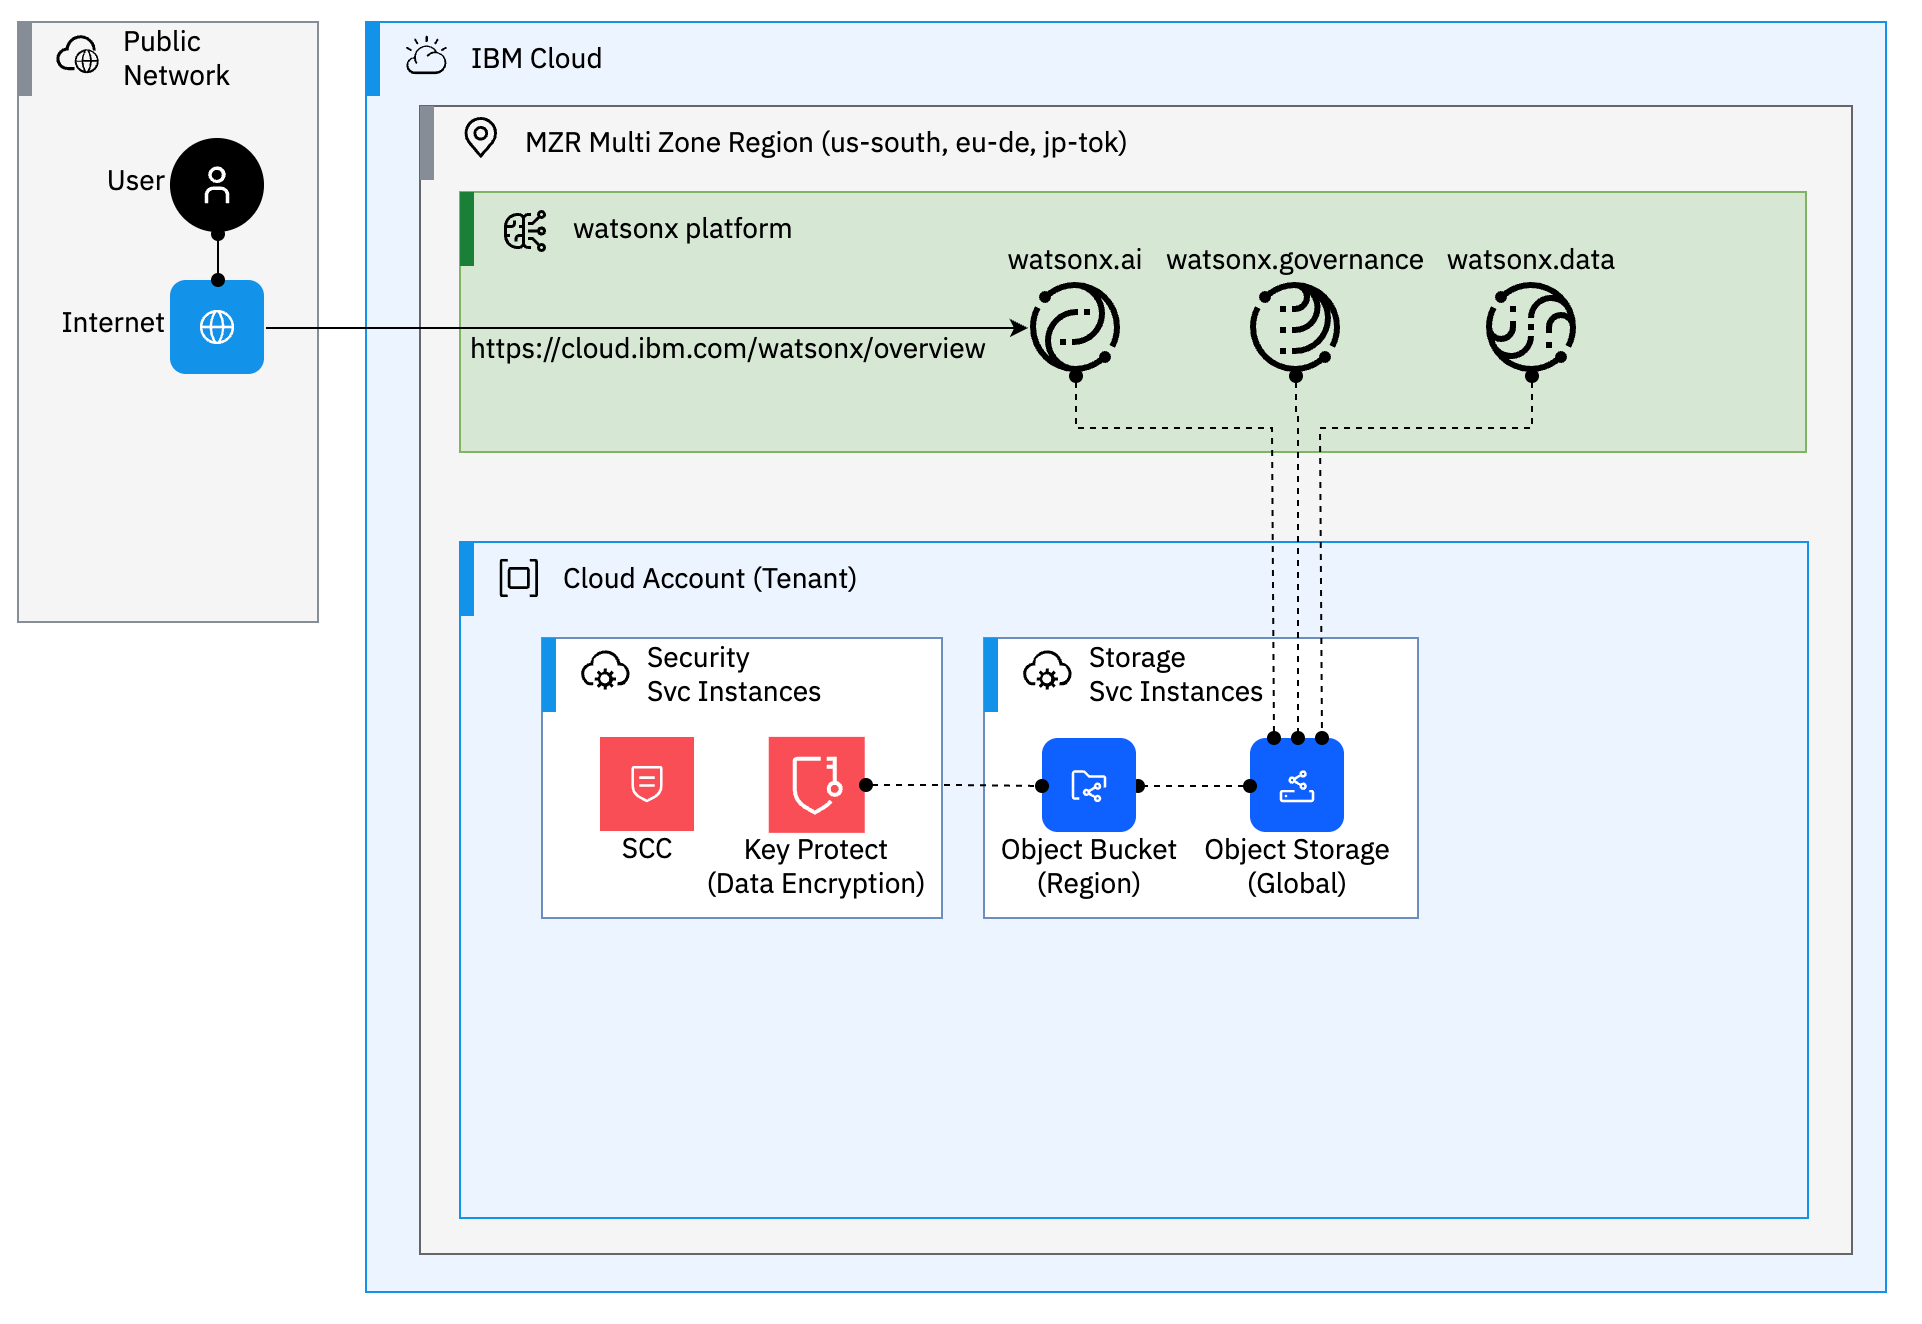 Public
Network
User
Internet
IBM Cloud
MZR Multi Zone Region (us-south, eu-de, jp-tok)
watsonx platform
watsonx.ai
watsonx.governance
watsonx.data
https://cloud.ibm.com/watsonx/overview
Cloud Account (Tenant)
Security
Svc Instances
SCC
Key Protect
(Data Encryption)
Storage
Svc Instances
Object Bucket
(Region)
Object Storage
(Global)